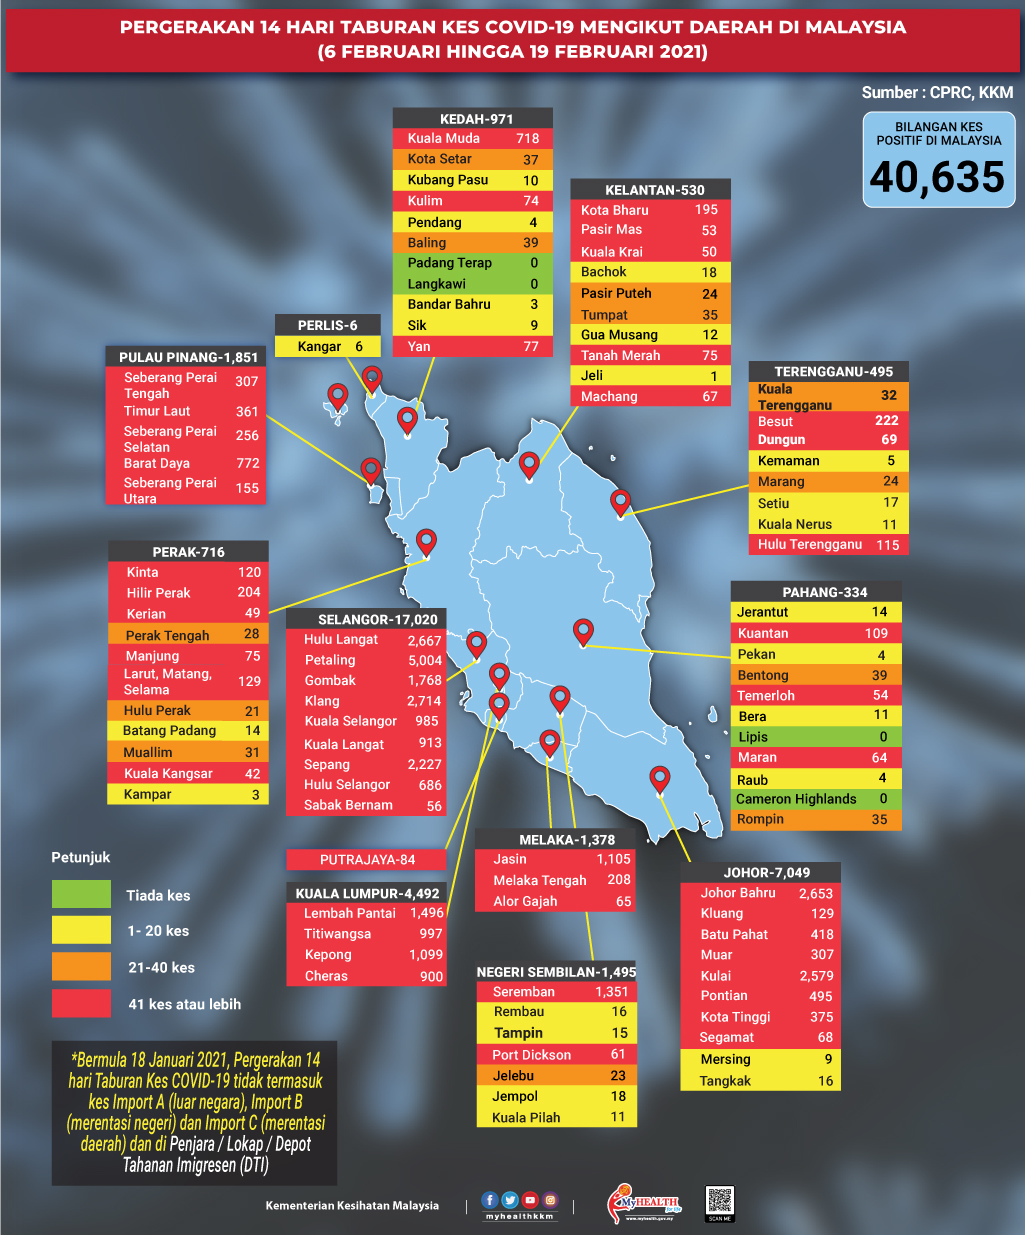 PERGERAKAN 14 HARI TABURAN KES COVID-19 MENGIKUT DAERAH DI MALAYSIA
(6 FEBRUARI HINGGA 19 FEBRUARI 2021)
Sumber : CPRC, KKM
BILANGAN KES
POSITIF DI MALAYSIA
40,635
KEDAH-971
Kuala Muda 718
Kota Setar 37
Kubang Pasu 10
Kulim 74
Pendang 4
Baling 39
Padang Terap 0
Langkawi 0
Bandar Bahru 3
Sik 9
Yan 77
KELANTAN-530
Kota Bharu 195
Pasir Mas 53
Kuala Krai 50
Bachok 18
Pasir Puteh 24
Tumpat 35
Gua Musang 12
Tanah Merah 75
Jeli 1
Machang 67
PERLIS-6
Kangar 6
PULAU PINANG-1,851
Seberang Perai
Tengah 307
Timur Laut 361
Seberang Perai
Selatan 256
Barat Daya 772
Seberang Perai
Utara 155
TERENGGANU-495
Kuala
Terengganu 32
Besut 222
Dungun 69
Kemaman 5
Marang 24
Setiu 17
Kuala Nerus 11
Hulu Terengganu 115
PERAK-716
Kinta 120
Hilir Perak 204
Kerian 49
Perak Tengah 28
Manjung 75
Larut, Matang,
Selama 129
Hulu Perak 21
Batang Padang 14
Muallim 31
Kuala Kangsar 42
Kampar 3
SELANGOR-17,020
Hulu Langat 2,667
Petaling 5,004
Gombak 1,768
Klang 2,714
Kuala Selangor 985
Kuala Langat 913
Sepang 2,227
Hulu Selangor 686
Sabak Bernam 56
PAHANG-334
Jerantut 14
Kuantan 109
Pekan 4
Bentong 39
Temerloh 54
Bera 11
Lipis 0
Maran 64
Raub 4
Cameron Highlands 0
Rompin 35
PUTRAJAYA-84
KUALA LUMPUR-4,492
Lembah Pantai 1,496
Titiwangsa 997
Kepong 1,099
Cheras 900
MELAKA-1,378
Jasin 1,105
Melaka Tengah 208
Alor Gajah 65
NEGERI SEMBILAN-1,495
Seremban 1,351
Rembau 16
Tampin 15
Port Dickson 61
Jelebu 23
Jempol 18
Kuala Pilah 11
JOHOR-7,049
Johor Bahru 2,653
Kluang 129
Batu Pahat 418
Muar 307
Kulai 2,579
Pontian 495
Kota Tinggi 375
Segamat 68
Mersing 9
Tangkak 16
Petunjuk
Tiada kes
1- 20 kes
21-40 kes
41 kes atau lebih
*Bermula 18 Januari 2021, Pergerakan 14
hari Taburan Kes COVID-19 tidak termasuk
kes Import A (luar negara), Import B
(merentasi negeri) dan Import C (merentasi
daerah) dan di Penjara / Lokap / Depot
Tahanan Imigresen (DTI)
Kementerian Kesihatan Malaysia
myhealthkkm
MyHEALTH
for life
www.myhealth.gov.my
SCAN ME